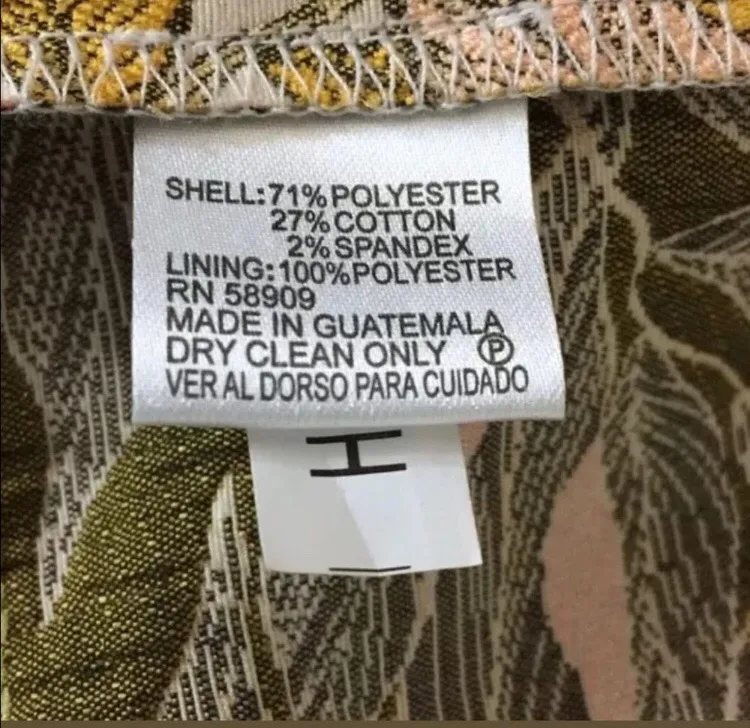 SHELL:71%POLYESTER
27%COTTON
2%SPANDEX
LINING:100%POLYESTER
RN 58909
MADE IN GUATEMALA
DRY CLEAN ONLY Ⓟ
VER AL DORSO PARA CUIDADO
H